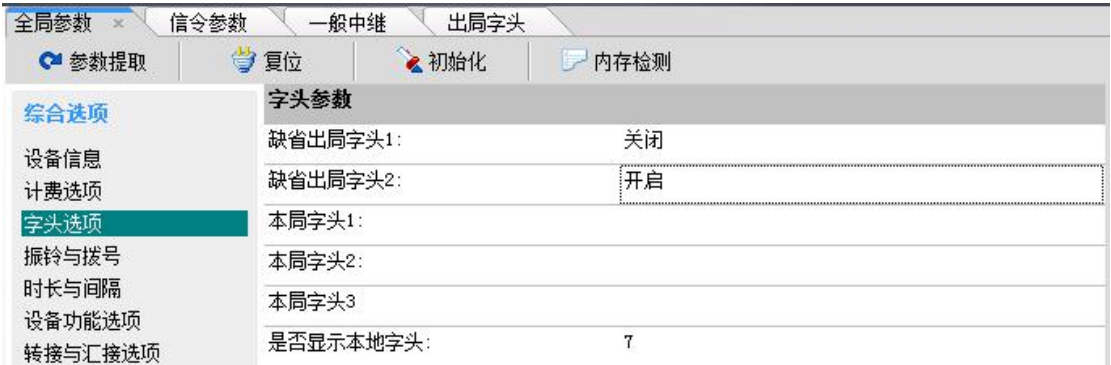 全局参数 × 信令参数 一般中继 出局字头
参数提取 复位 初始化 内存检测
综合选项
设备信息
计费选项
字头选项
振铃与拨号
时长与间隔
设备功能选项
转接与汇接选项
字头参数
缺省出局字头1: 关闭
缺省出局字头2: 开启
本局字头1:
本局字头2:
本局字头3
是否显示本地字头: 7